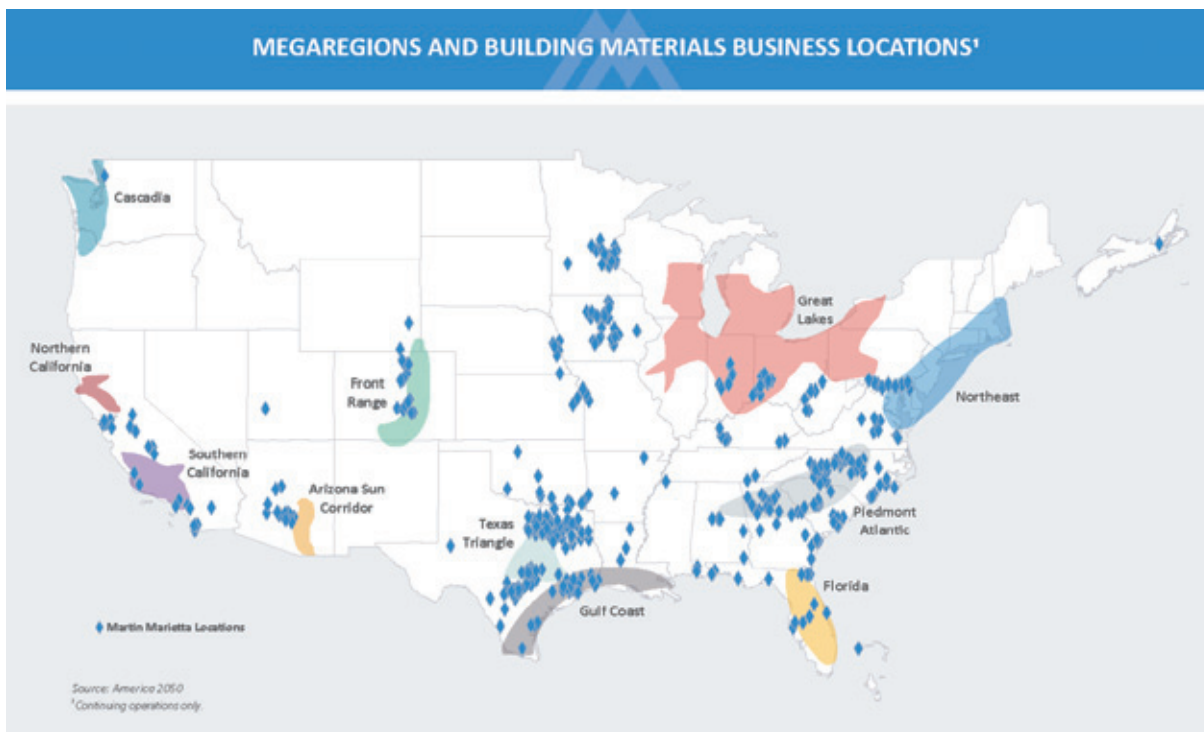 MEGAREGIONS AND BUILDING MATERIALS BUSINESS LOCATIONS¹
Cascadia
Great
Lakes
Northern
California
Front
Range
Northeast
Southern
California
Arizona Sun
Corridor
Texas
Triangle
Piedmont
Atlantic
Florida
Gulf Coast
Martin Marietta Locations
Source: America 2050
¹Continuing operations only.